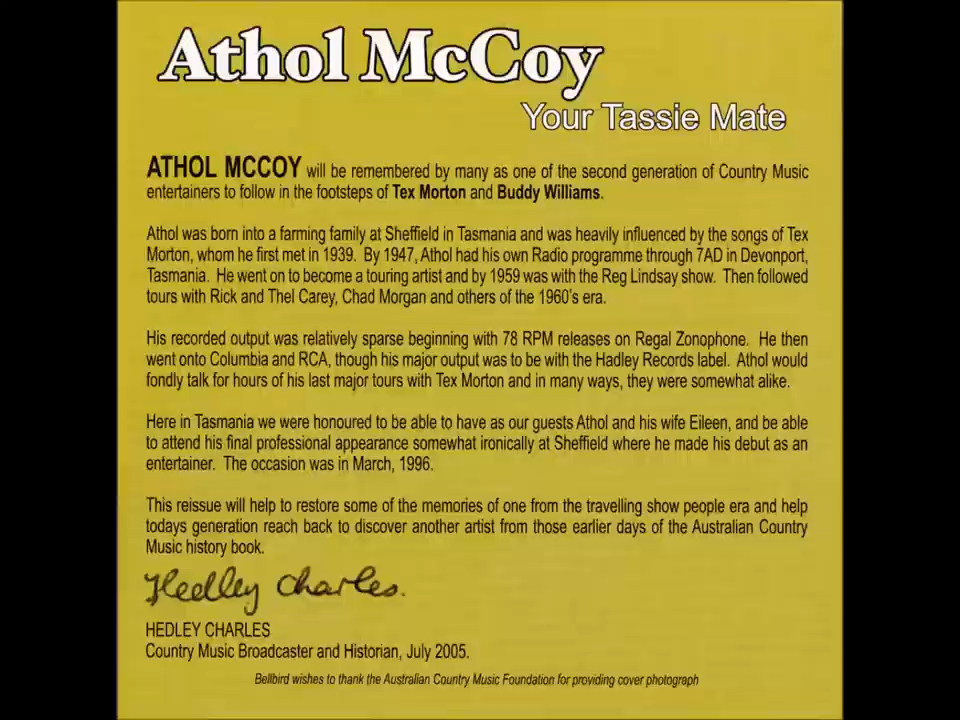 Athol McCoy
Your Tassie Mate
ATHOL MCCOY will be remembered by many as one of the second generation of Country Music
entertainers to follow in the footsteps of Tex Morton and Buddy Williams.
Athol was born into a farming family at Sheffield in Tasmania and was heavily influenced by the songs of Tex
Morton, whom he first met in 1939. By 1947, Athol had his own Radio programme through 7AD in Devonport,
Tasmania. He went on to become a touring artist and by 1959 was with the Reg Lindsay show. Then followed
tours with Rick and Thel Carey, Chad Morgan and others of the 1960's era.
His recorded output was relatively sparse beginning with 78 RPM releases on Regal Zonophone. He then
went onto Columbia and RCA, though his major output was to be with the Hadley Records label. Athol would
fondly talk for hours of his last major tours with Tex Morton and in many ways, they were somewhat alike.
Here in Tasmania we were honoured to be able to have as our guests Athol and his wife Eileen, and be able
to attend his final professional appearance somewhat ironically at Sheffield where he made his debut as an
entertainer. The occasion was in March, 1996.
This reissue will help to restore some of the memories of one from the travelling show people era and help
todays generation reach back to discover another artist from those earlier days of the Australian Country
Music history book.
Hedley Charles.
HEDLEY CHARLES
Country Music Broadcaster and Historian, July 2005.
Bellbird wishes to thank the Australian Country Music Foundation for providing cover photograph